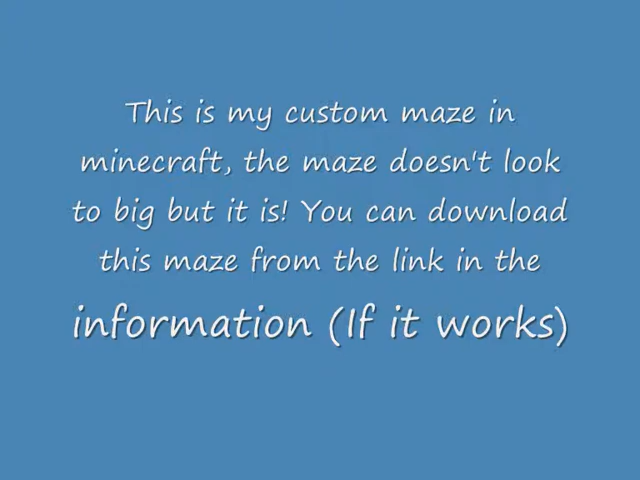 This is my custom maze in
minecraft, the maze doesn't look
to big but it is! You can download
this maze from the link in the
information (If it works)